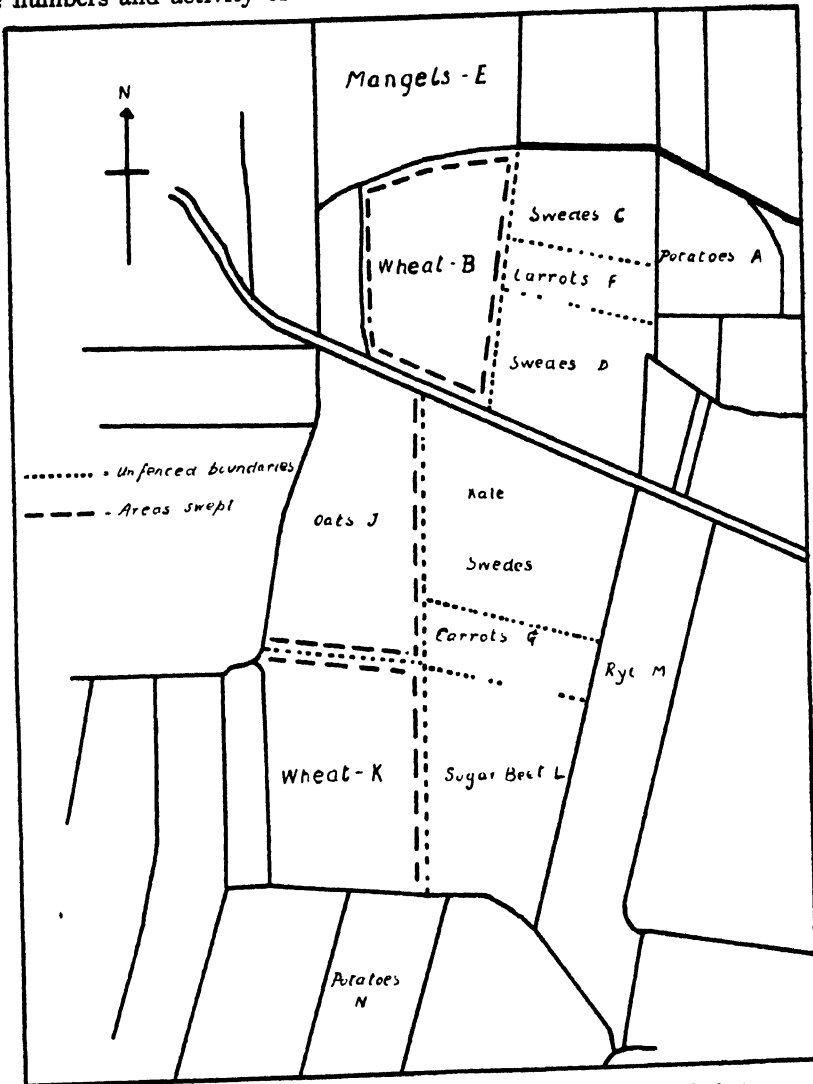 numbers and activity
N
Mangels - E
Swedes C
Wheat - B
Potatoes A
Carrots F
Swedes D
........ = Unfenced boundaries
— — — = Areas swept
Kale
Oats J
Swedes
Carrots G
Rye M
Wheat - K
Sugar Beet L
Potatoes
N